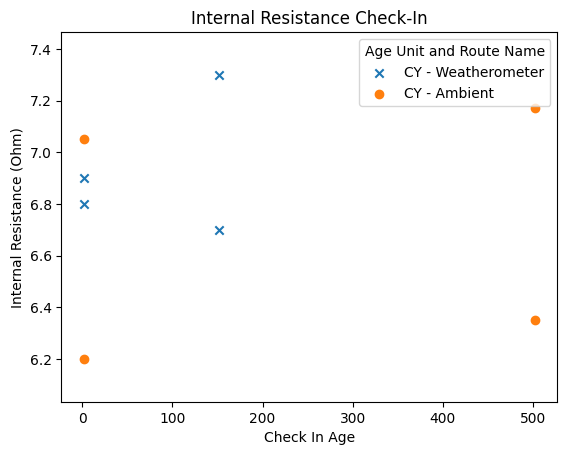 Internal Resistance Check-In
Age Unit and Route Name
CY - Weatherometer
CY - Ambient
Internal Resistance (Ohm)
7.4
7.2
7.0
6.8
6.6
6.4
6.2
0 100 200 300 400 500
Check In Age